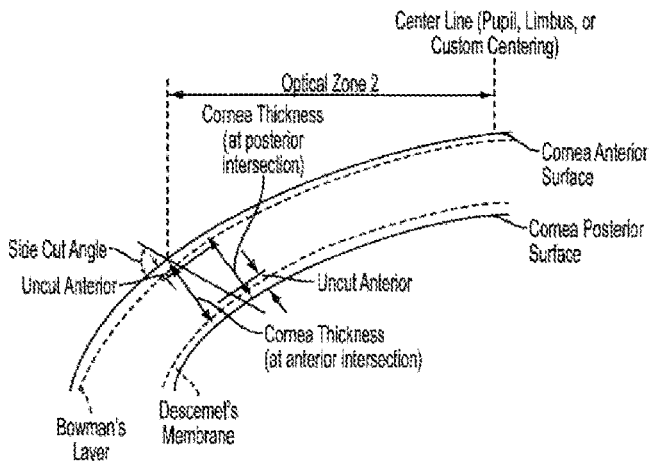 Center Line (Pupil, Limbus, or
Custom Centering)
Optical Zone 2
Cornea Thickness
(at posterior
intersection)
Cornea Anterior
Surface
Cornea Posterior
Surface
Side Cut Angle
Uncut Anterior
Uncut Anterior
Cornea Thickness
(at anterior intersection)
Bowman's
Layer
Descemet's
Membrane